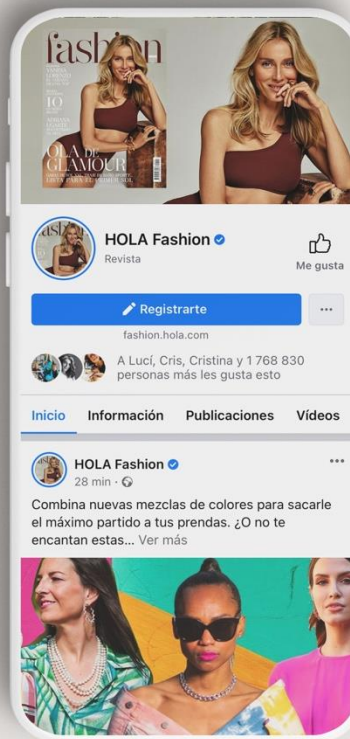 fashion
10
OLA DE
GLAMOUR
HOLA Fashion
Revista
Me gusta
Registrarte
fashion.hola.com
A Lucí, Cris, Cristina y 1 768 830
personas más les gusta esto
Inicio Información Publicaciones Vídeos
HOLA Fashion
28 min
Combina nuevas mezclas de colores para sacarle
el máximo partido a tus prendas. ¿O no te
encantan estas... Ver más